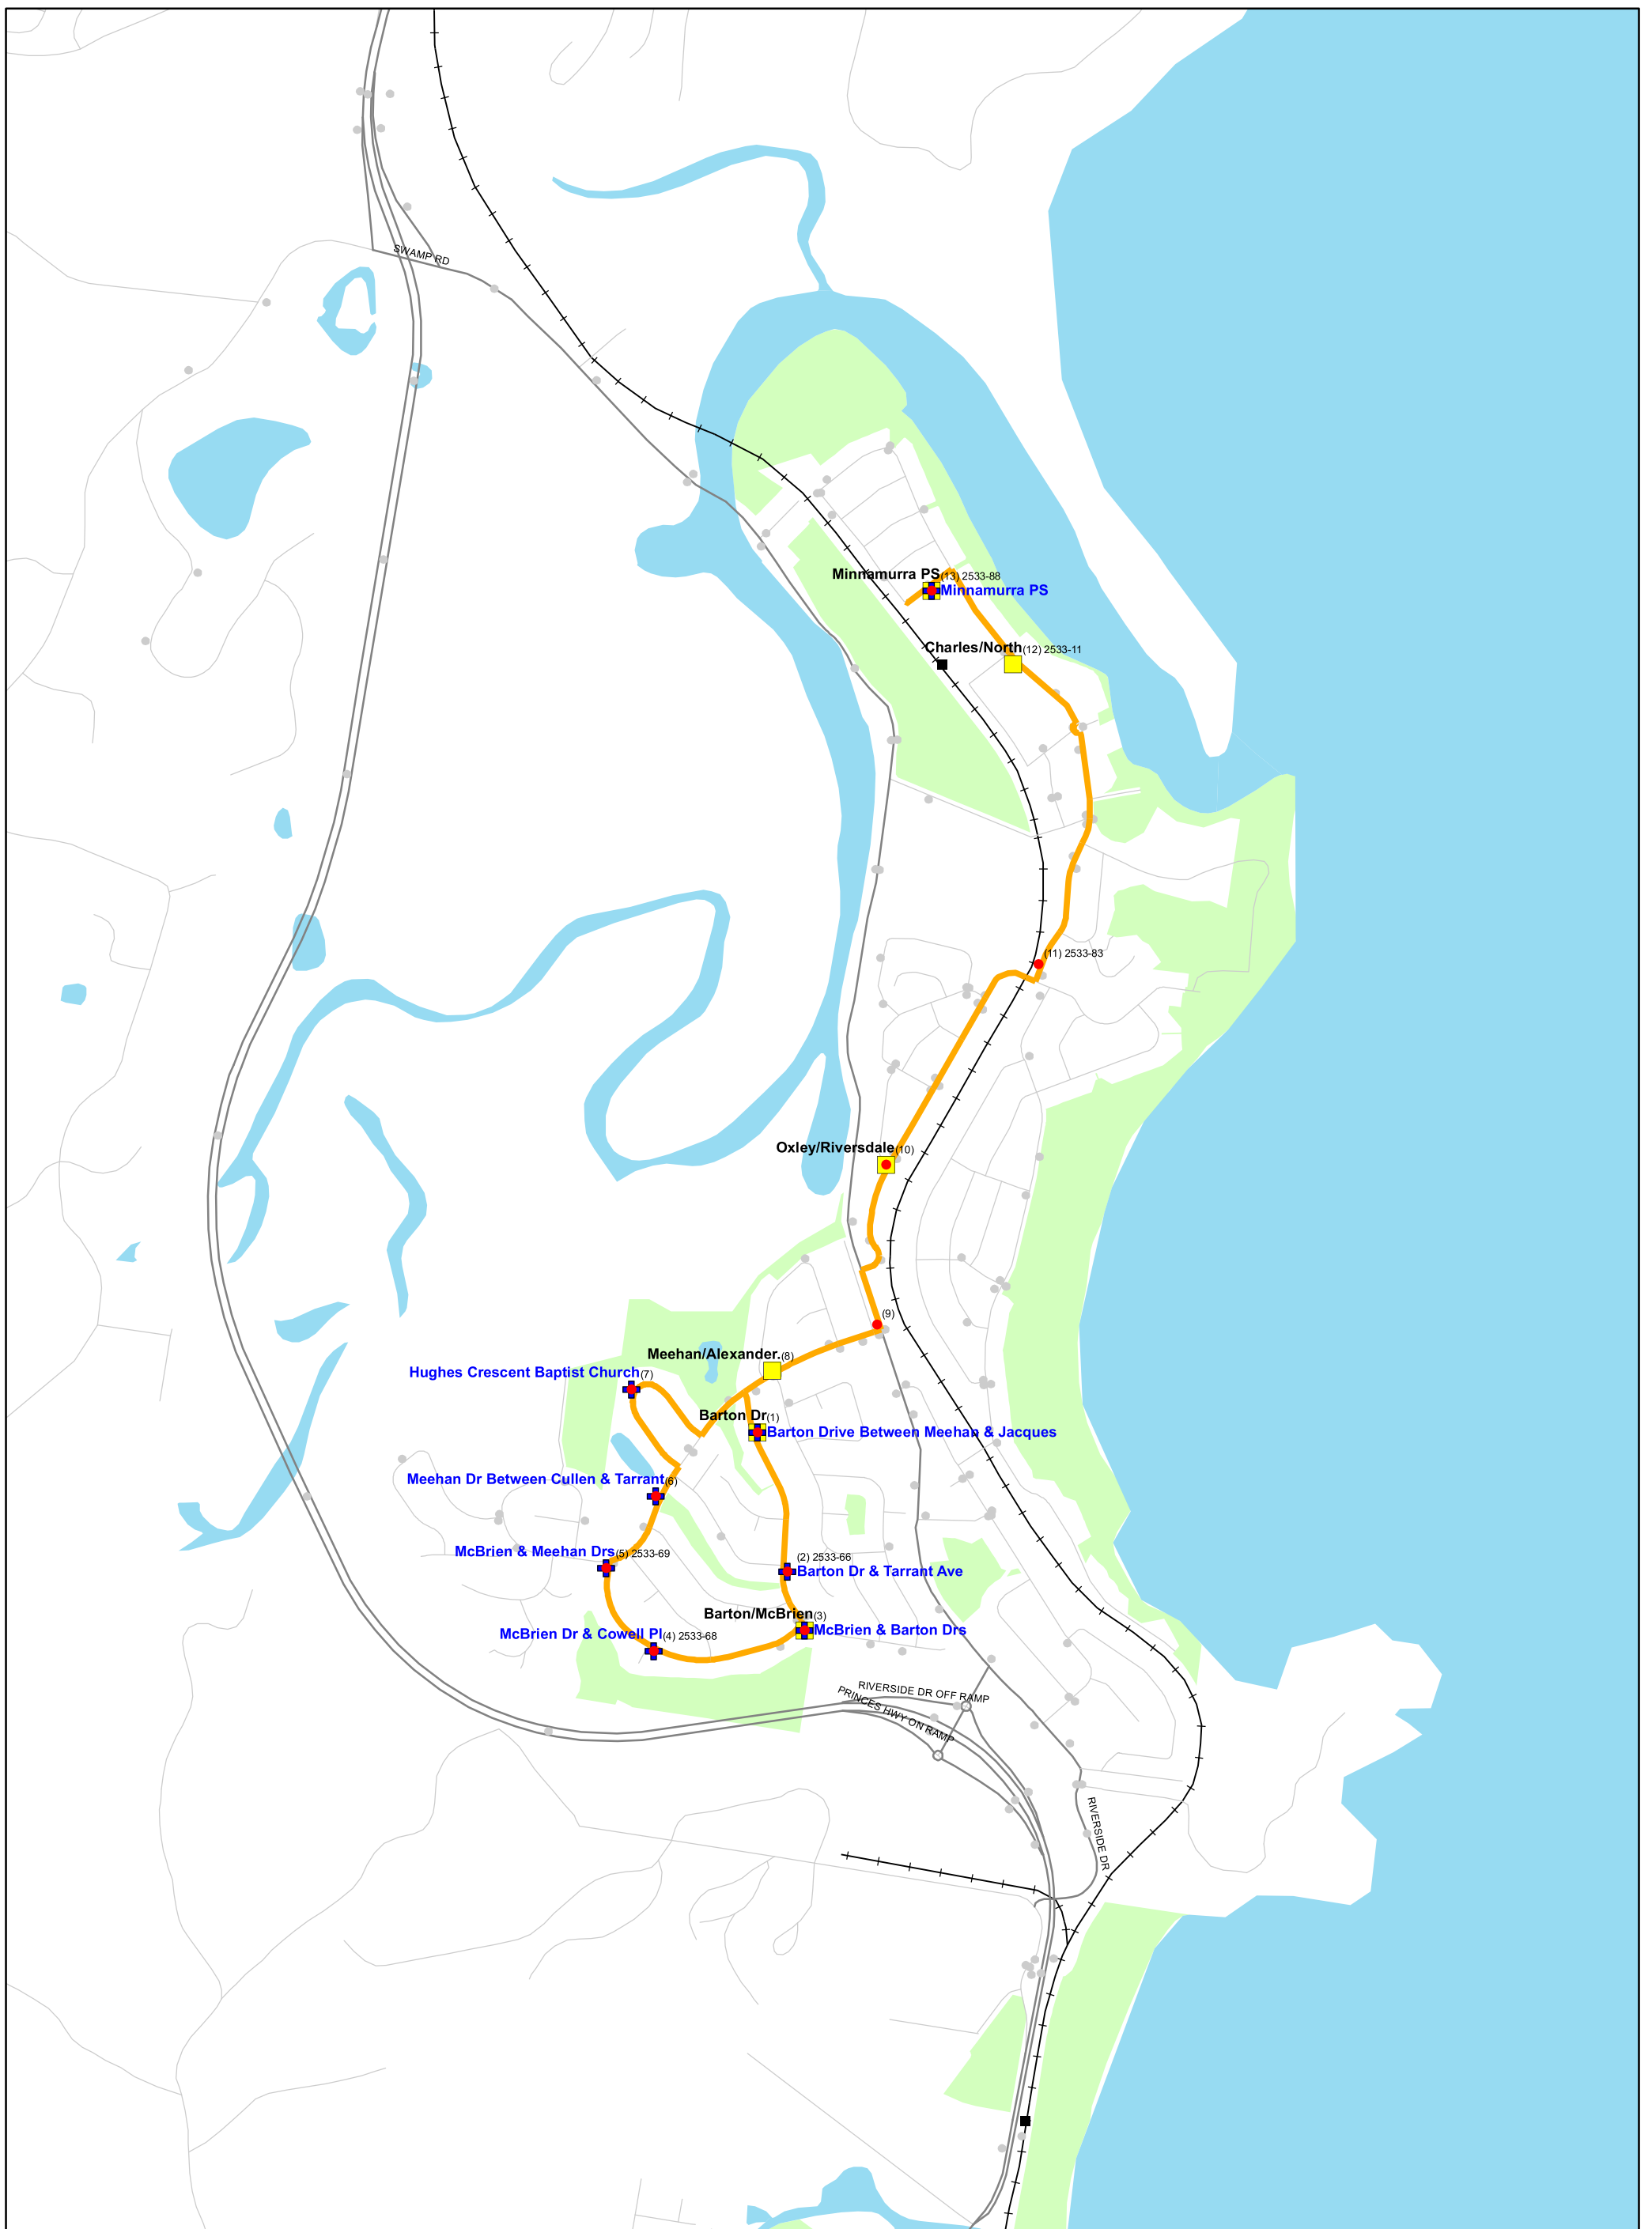 SWAMP RD
Minnamurra PS(13) 2533-88
Minnamurra PS
Charles/North(12) 2533-11
(11) 2533-83
Oxley/Riversdale(10)
(9)
Meehan/Alexander.(8)
Hughes Crescent Baptist Church(7)
Barton Dr(1)
Barton Drive Between Meehan & Jacques
Meehan Dr Between Cullen & Tarrant(6)
McBrien & Meehan Drs(5) 2533-69
(2) 2533-66
Barton Dr & Tarrant Ave
Barton/McBrien(3)
McBrien & Barton Drs
McBrien Dr & Cowell Pl(4) 2533-68
RIVERSIDE DR OFF RAMP
PRINCES HWY ON RAMP
RIVERSIDE DR